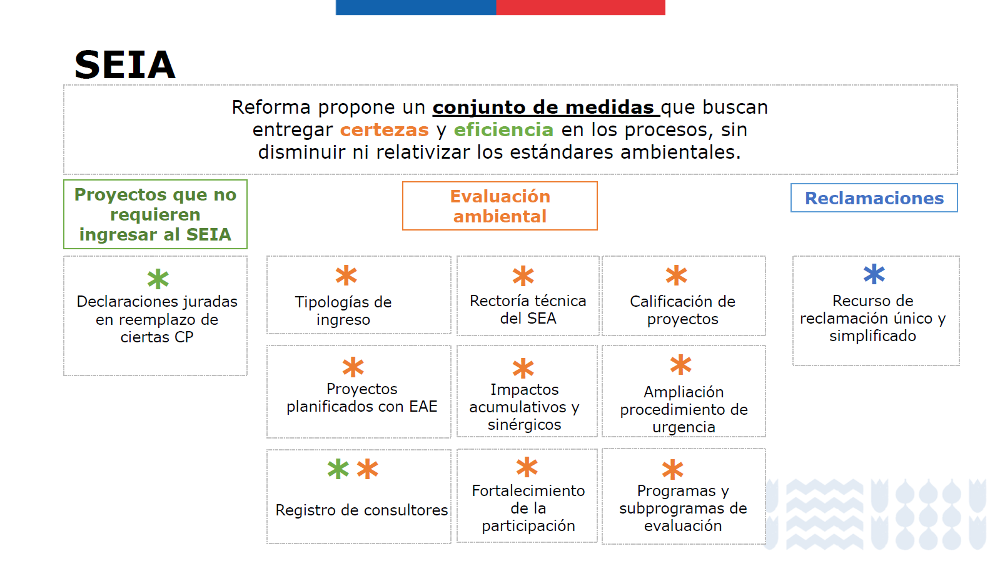 SEIA
Reforma propone un conjunto de medidas que buscan
entregar certezas y eficiencia en los procesos, sin
disminuir ni relativizar los estándares ambientales.
Proyectos que no
requieren
ingresar al SEIA
Evaluación
ambiental
Reclamaciones
*
Declaraciones juradas
en reemplazo de
ciertas CP
*
Tipologías de
ingreso
*
Rectoría técnica
del SEA
*
Calificación de
proyectos
*
Recurso de
reclamación único y
simplificado
*
Proyectos
planificados con EAE
*
Impactos
acumulativos y
sinérgicos
*
Ampliación
procedimiento de
urgencia
* *
Registro de consultores
*
Fortalecimiento
de la
participación
*
Programas y
subprogramas de
evaluación